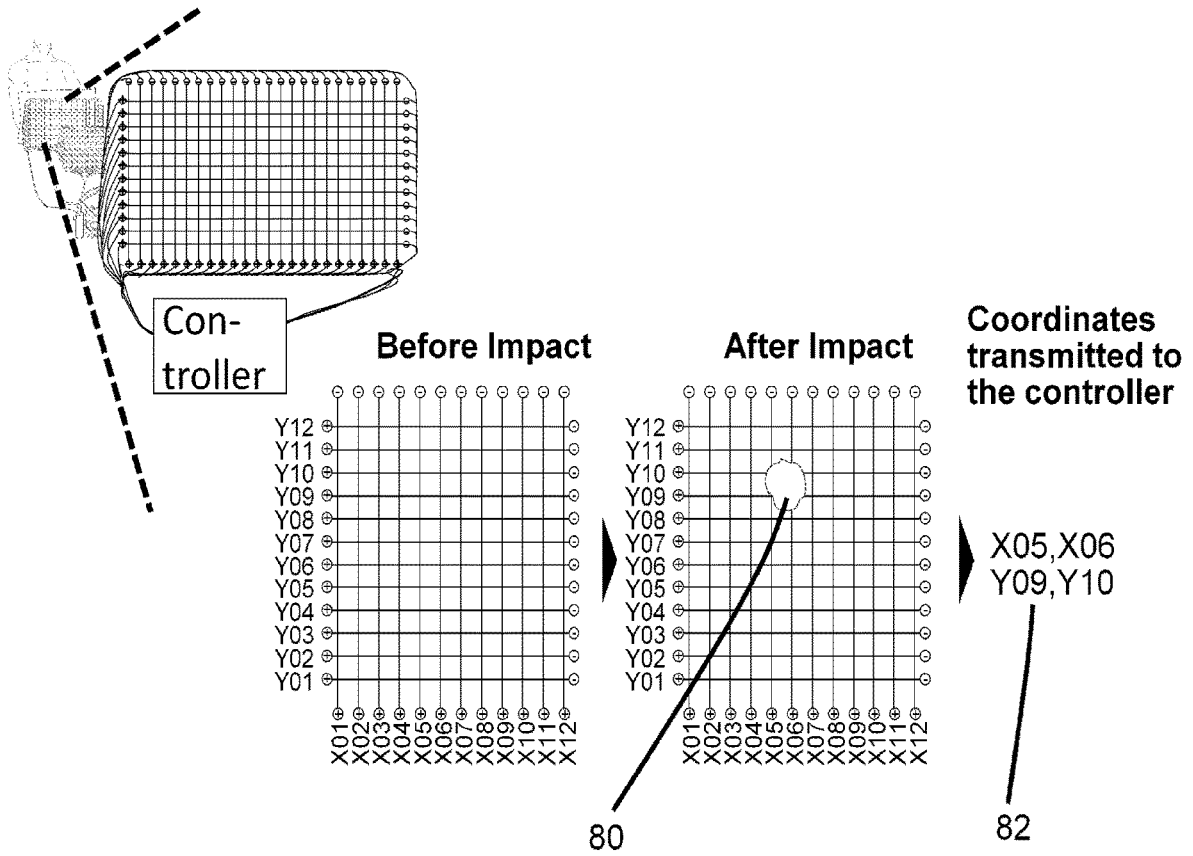 Con-
troller
Before Impact
After Impact
Coordinates
transmitted to
the controller
Y12
Y11
Y10
Y09
Y08
Y07
Y06
Y05
Y04
Y03
Y02
Y01
X01
X02
X03
X04
X05
X06
X07
X08
X09
X10
X11
X12
Y12
Y11
Y10
Y09
Y08
Y07
Y06
Y05
Y04
Y03
Y02
Y01
X01
X02
X03
X04
X05
X06
X07
X08
X09
X10
X11
X12
X05,X06
Y09,Y10
80
82